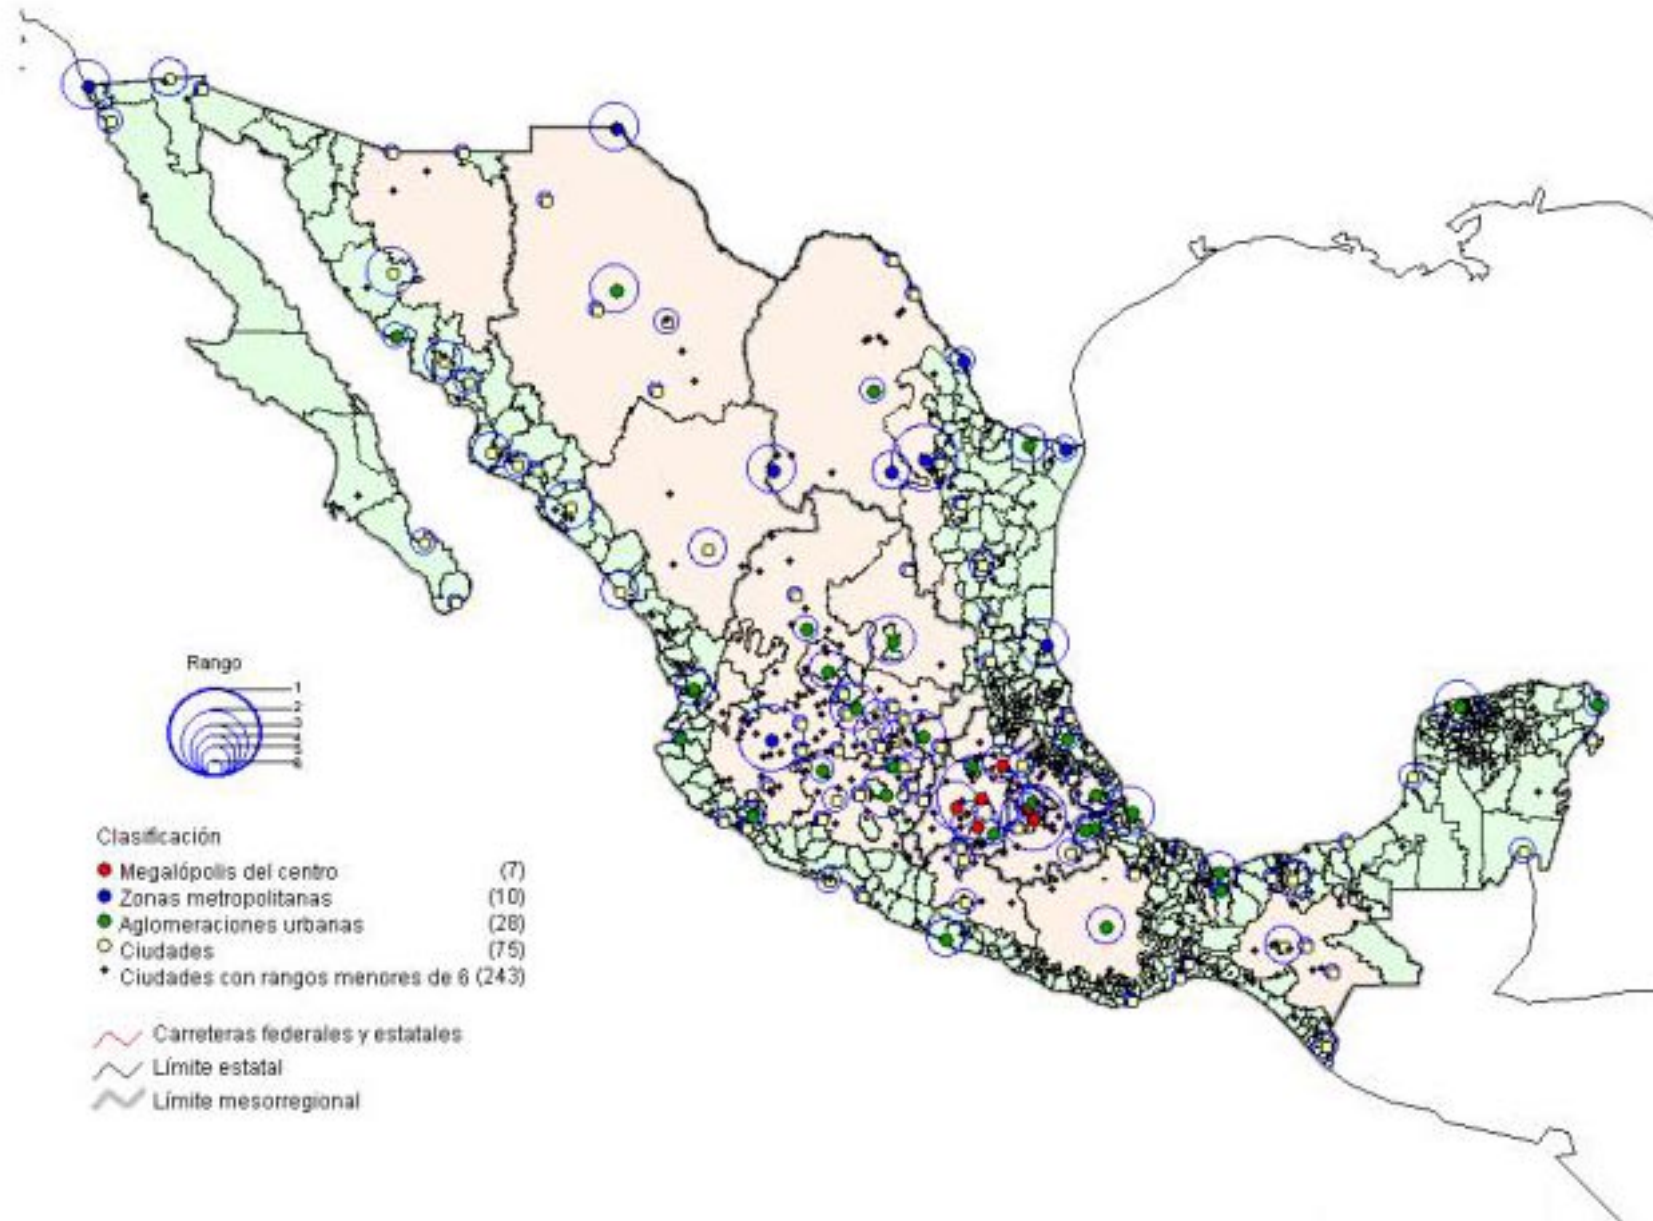 Rango
1
2
3
4
5
6
Clasificación
Megalópolis del centro (7)
Zonas metropolitanas (10)
Aglomeraciones urbanas (28)
Ciudades (75)
Ciudades con rangos menores de 6 (243)
Carreteras federales y estatales
Límite estatal
Límite mesorregional